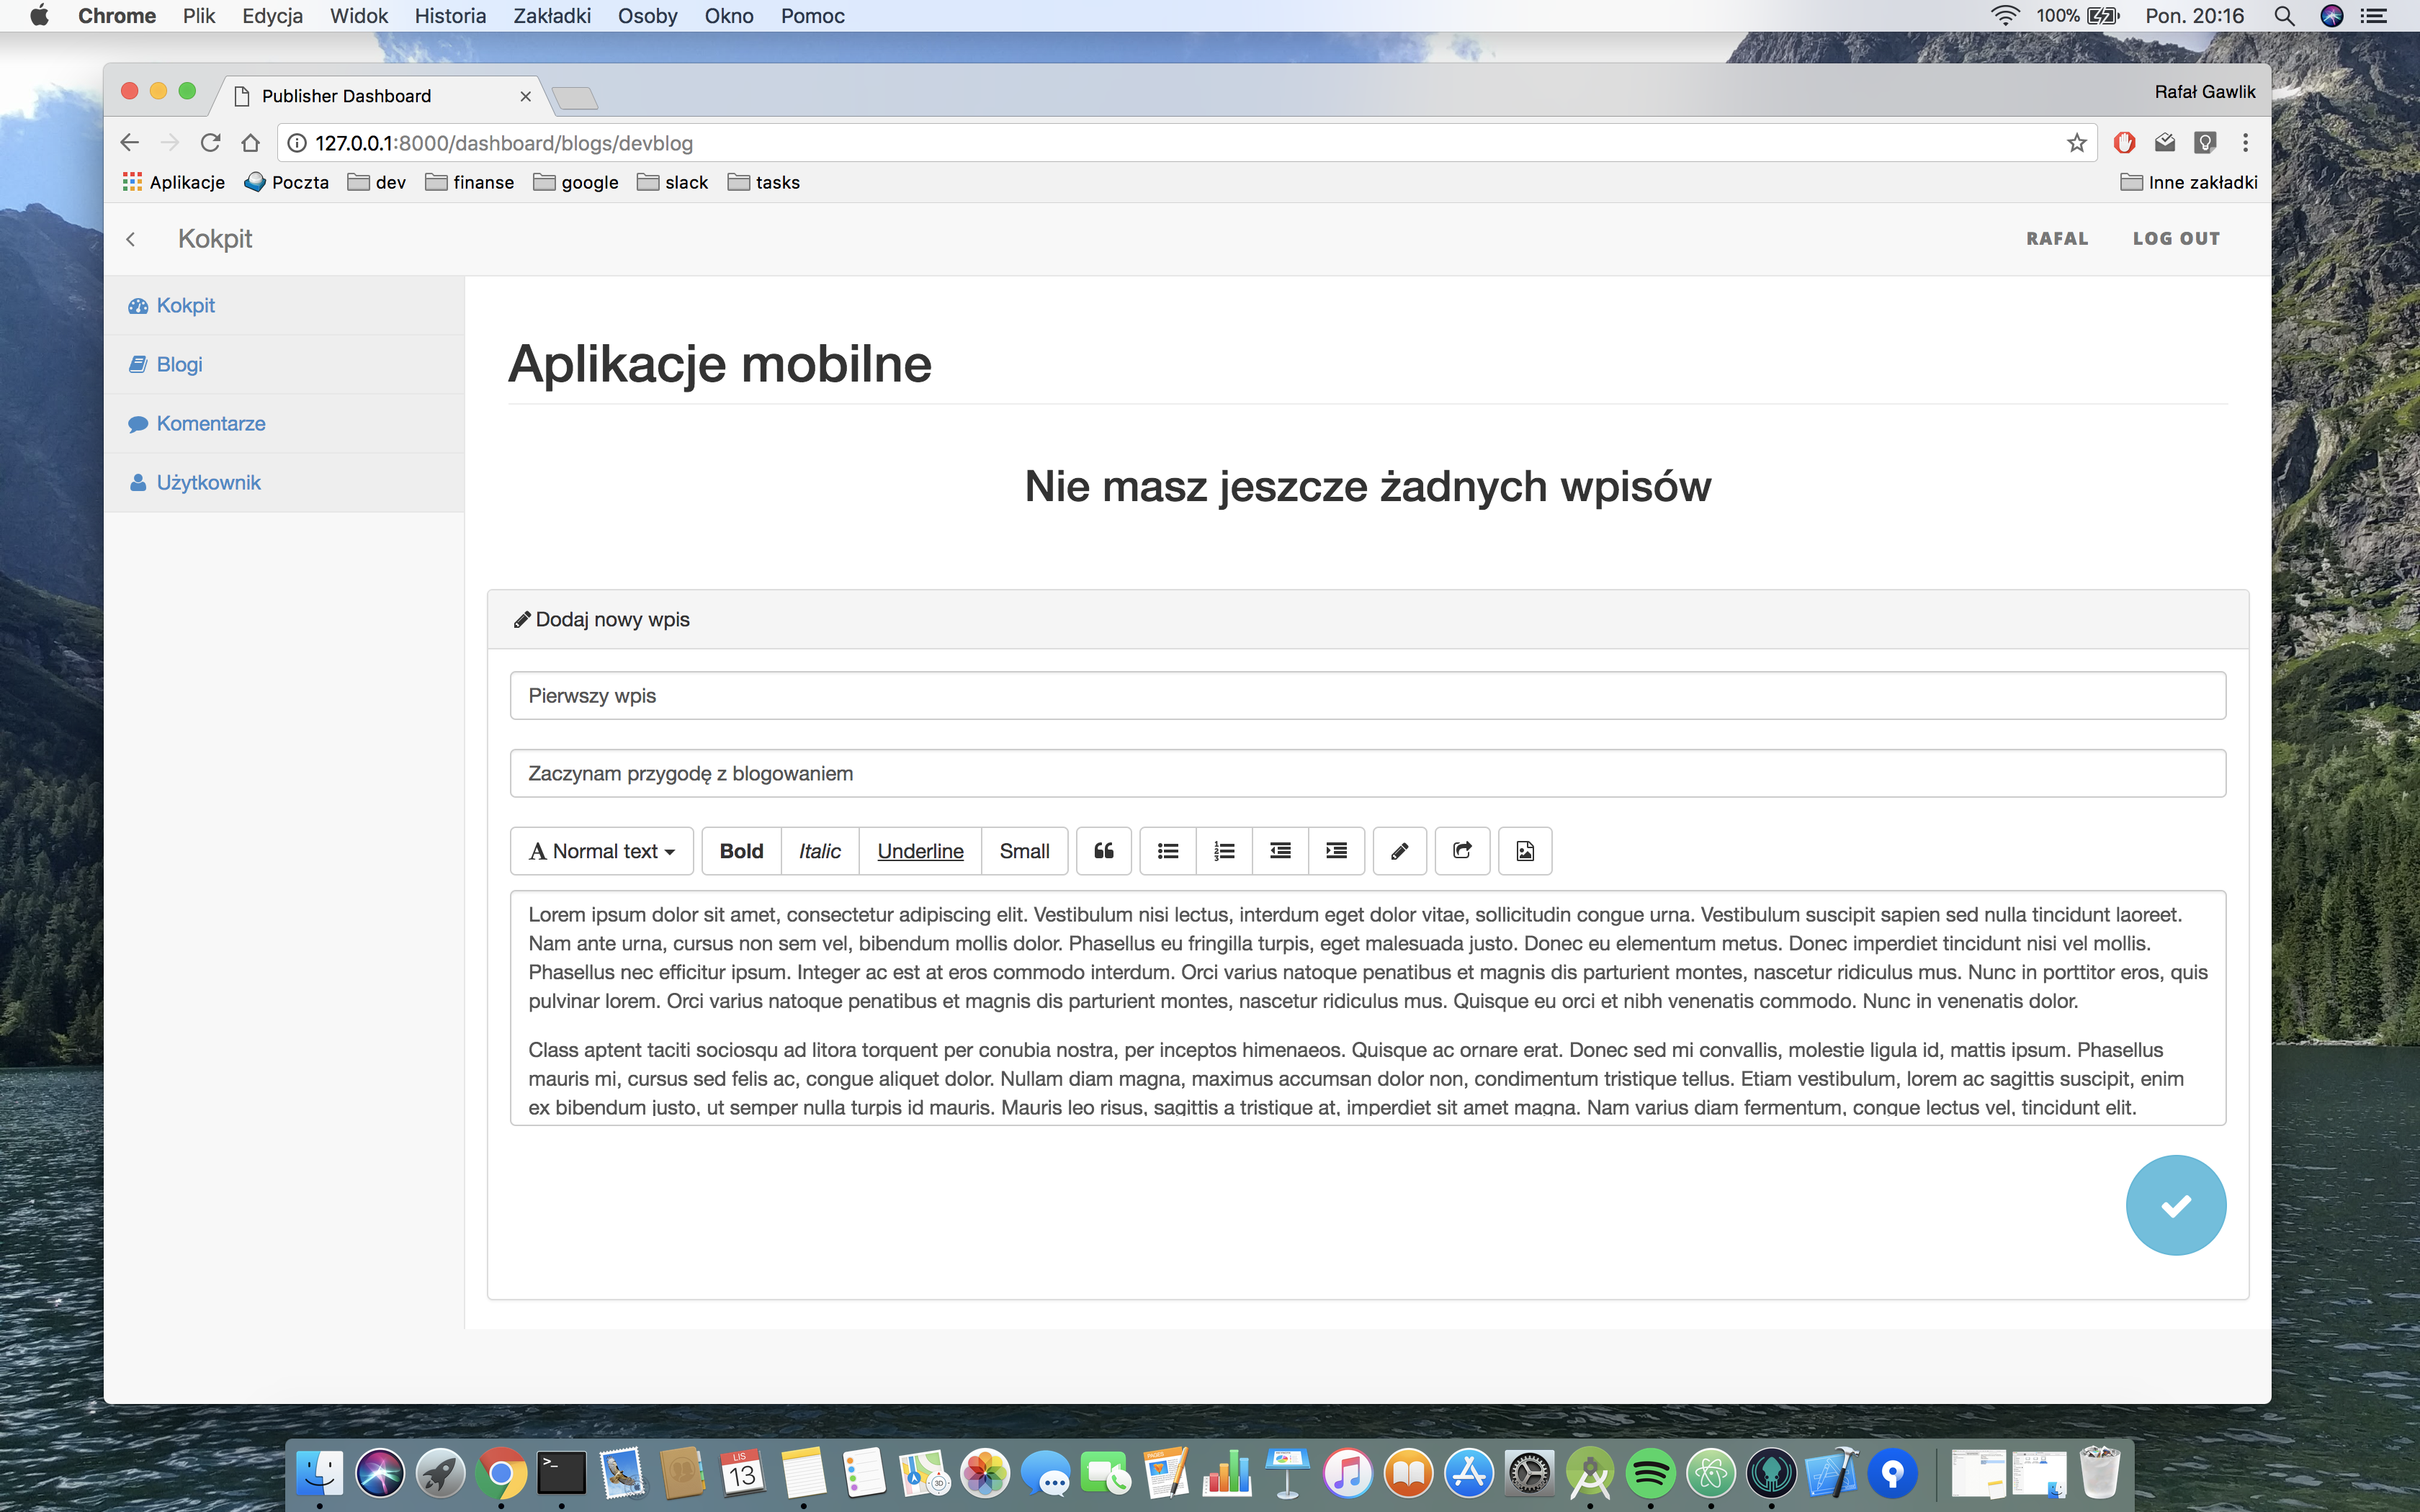 Chrome Plik Edycja Widok Historia Zakładki Osoby Okno Pomoc 100% Pon. 20:16
Publisher Dashboard Rafał Gawlik
127.0.0.1:8000/dashboard/blogs/devblog
Aplikacje Poczta dev finanse google slack tasks Inne zakładki
Kokpit RAFAL LOG OUT
Kokpit
Blogi
Komentarze
Użytkownik
Aplikacje mobilne
Nie masz jeszcze żadnych wpisów
Dodaj nowy wpis
Pierwszy wpis
Zaczynam przygodę z blogowaniem
A Normal text Bold Italic Underline Small
Lorem ipsum dolor sit amet, consectetur adipiscing elit. Vestibulum nisi lectus, interdum eget dolor vitae, sollicitudin congue urna. Vestibulum suscipit sapien sed nulla tincidunt laoreet.
Nam ante urna, cursus non sem vel, bibendum mollis dolor. Phasellus eu fringilla turpis, eget malesuada justo. Donec eu elementum metus. Donec imperdiet tincidunt nisi vel mollis.
Phasellus nec efficitur ipsum. Integer ac est at eros commodo interdum. Orci varius natoque penatibus et magnis dis parturient montes, nascetur ridiculus mus. Nunc in porttitor eros, quis
pulvinar lorem. Orci varius natoque penatibus et magnis dis parturient montes, nascetur ridiculus mus. Quisque eu orci et nibh venenatis commodo. Nunc in venenatis dolor.
Class aptent taciti sociosqu ad litora torquent per conubia nostra, per inceptos himenaeos. Quisque ac ornare erat. Donec sed mi convallis, molestie ligula id, mattis ipsum. Phasellus
mauris mi, cursus sed felis ac, congue aliquet dolor. Nullam diam magna, maximus accumsan dolor non, condimentum tristique tellus. Etiam vestibulum, lorem ac sagittis suscipit, enim
ex bibendum justo, ut semper nulla turpis id mauris. Mauris leo risus, sagittis a tristique at, imperdiet sit amet magna. Nam varius diam fermentum, congue lectus vel, tincidunt elit.
LIS
13
3D
PAGES